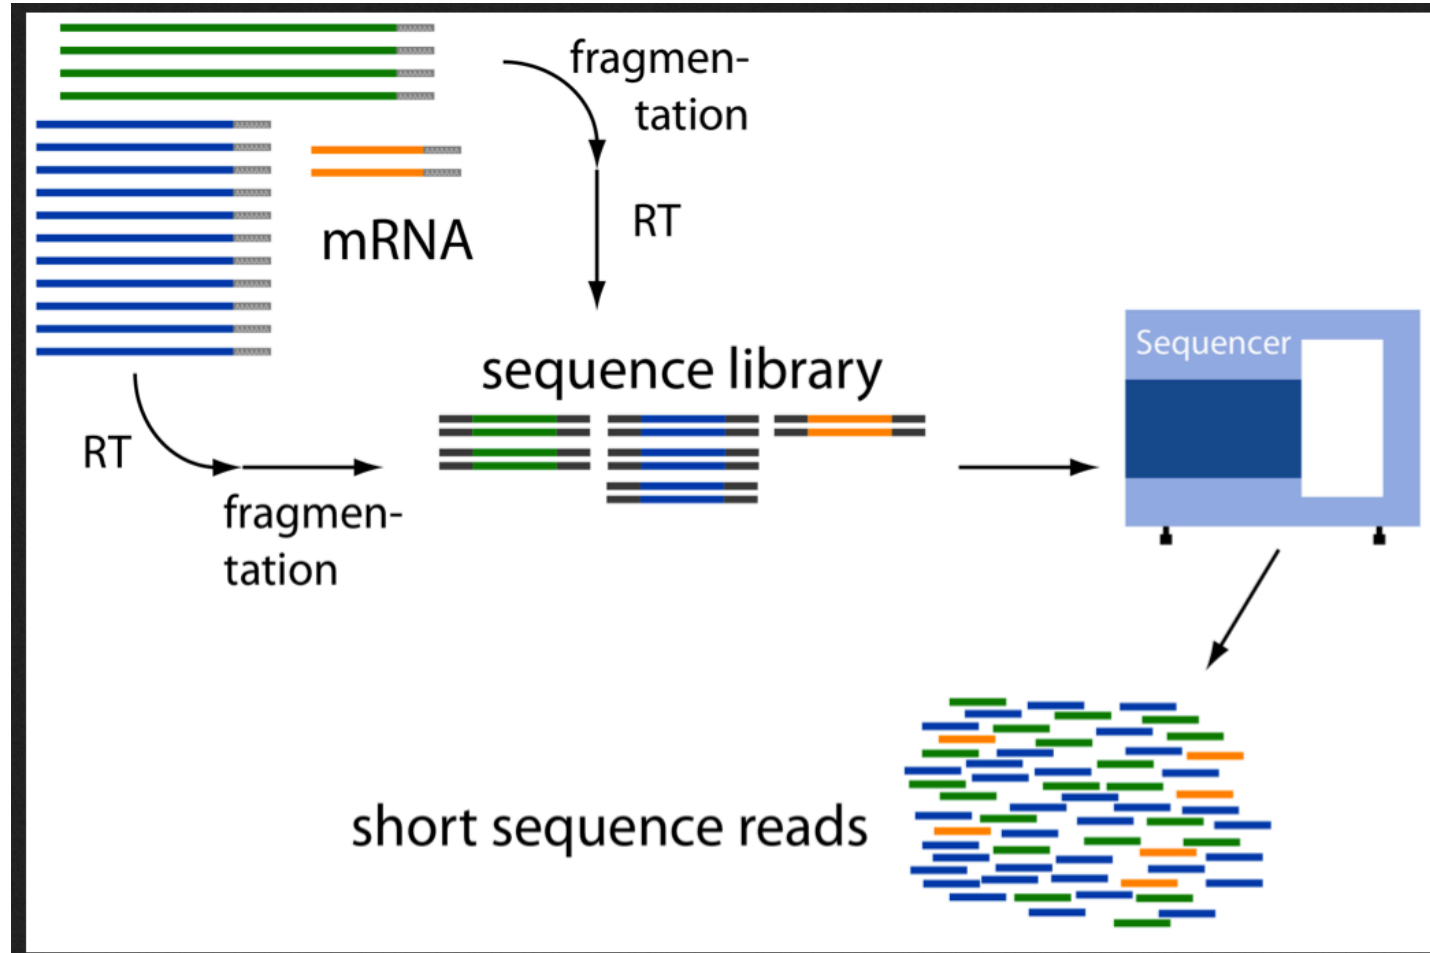 fragmen-
tation
mRNA
RT
sequence library
Sequencer
RT
fragmen-
tation
short sequence reads